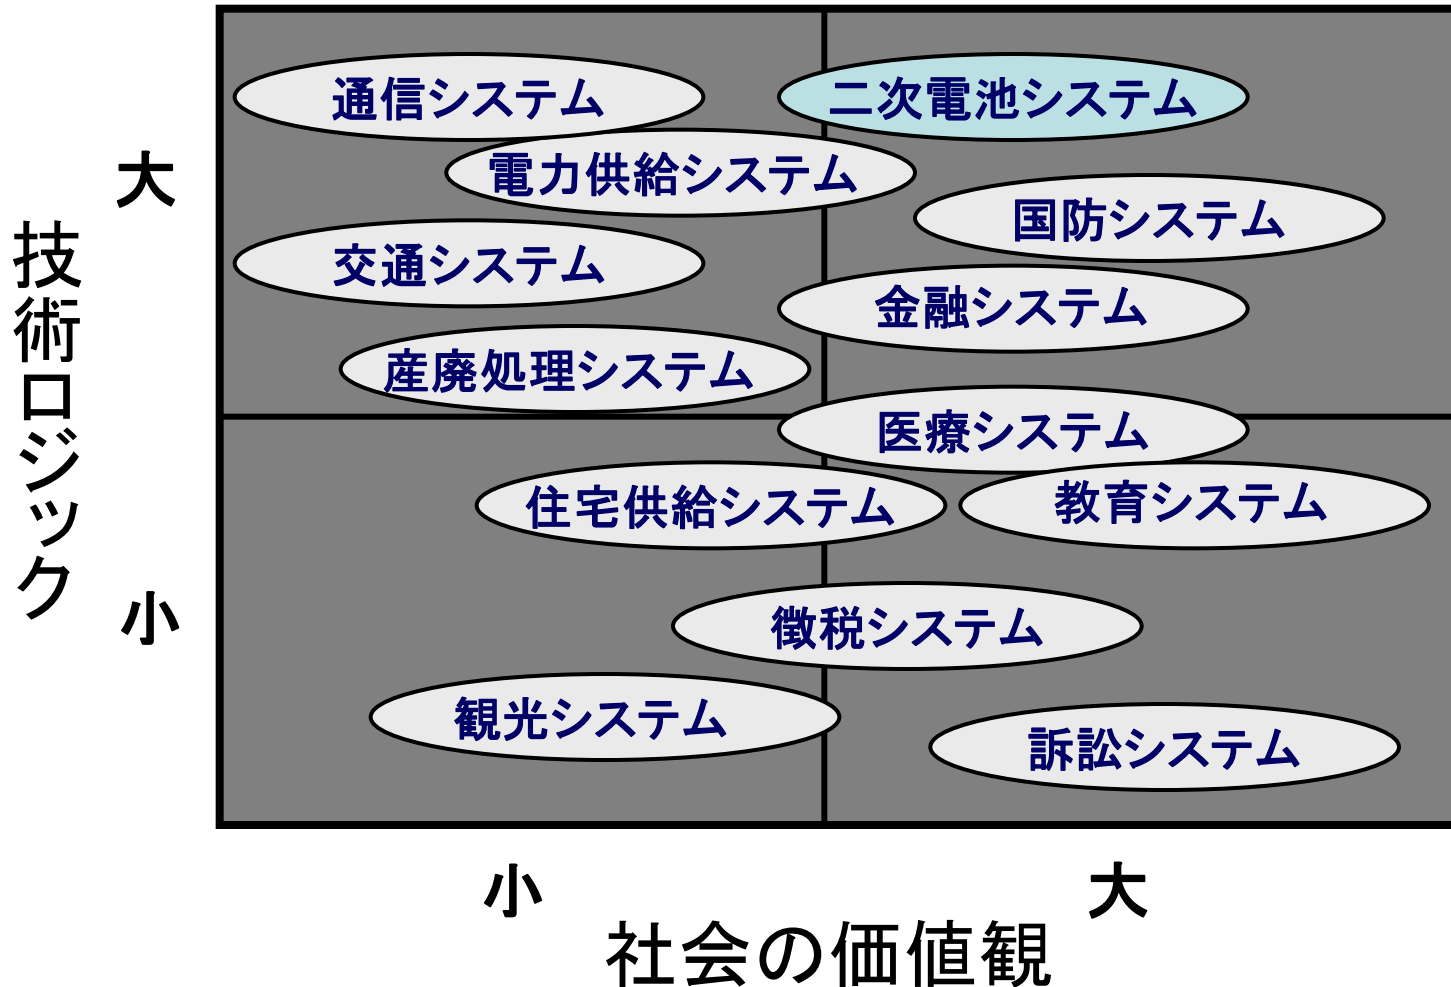 通信システム
二次電池システム
電力供給システム
大
国防システム
交通システム
金融システム
産廃処理システム
医療システム
技術ロジック
住宅供給システム
教育システム
小
徴税システム
観光システム
訴訟システム
小
大
社会の価値観